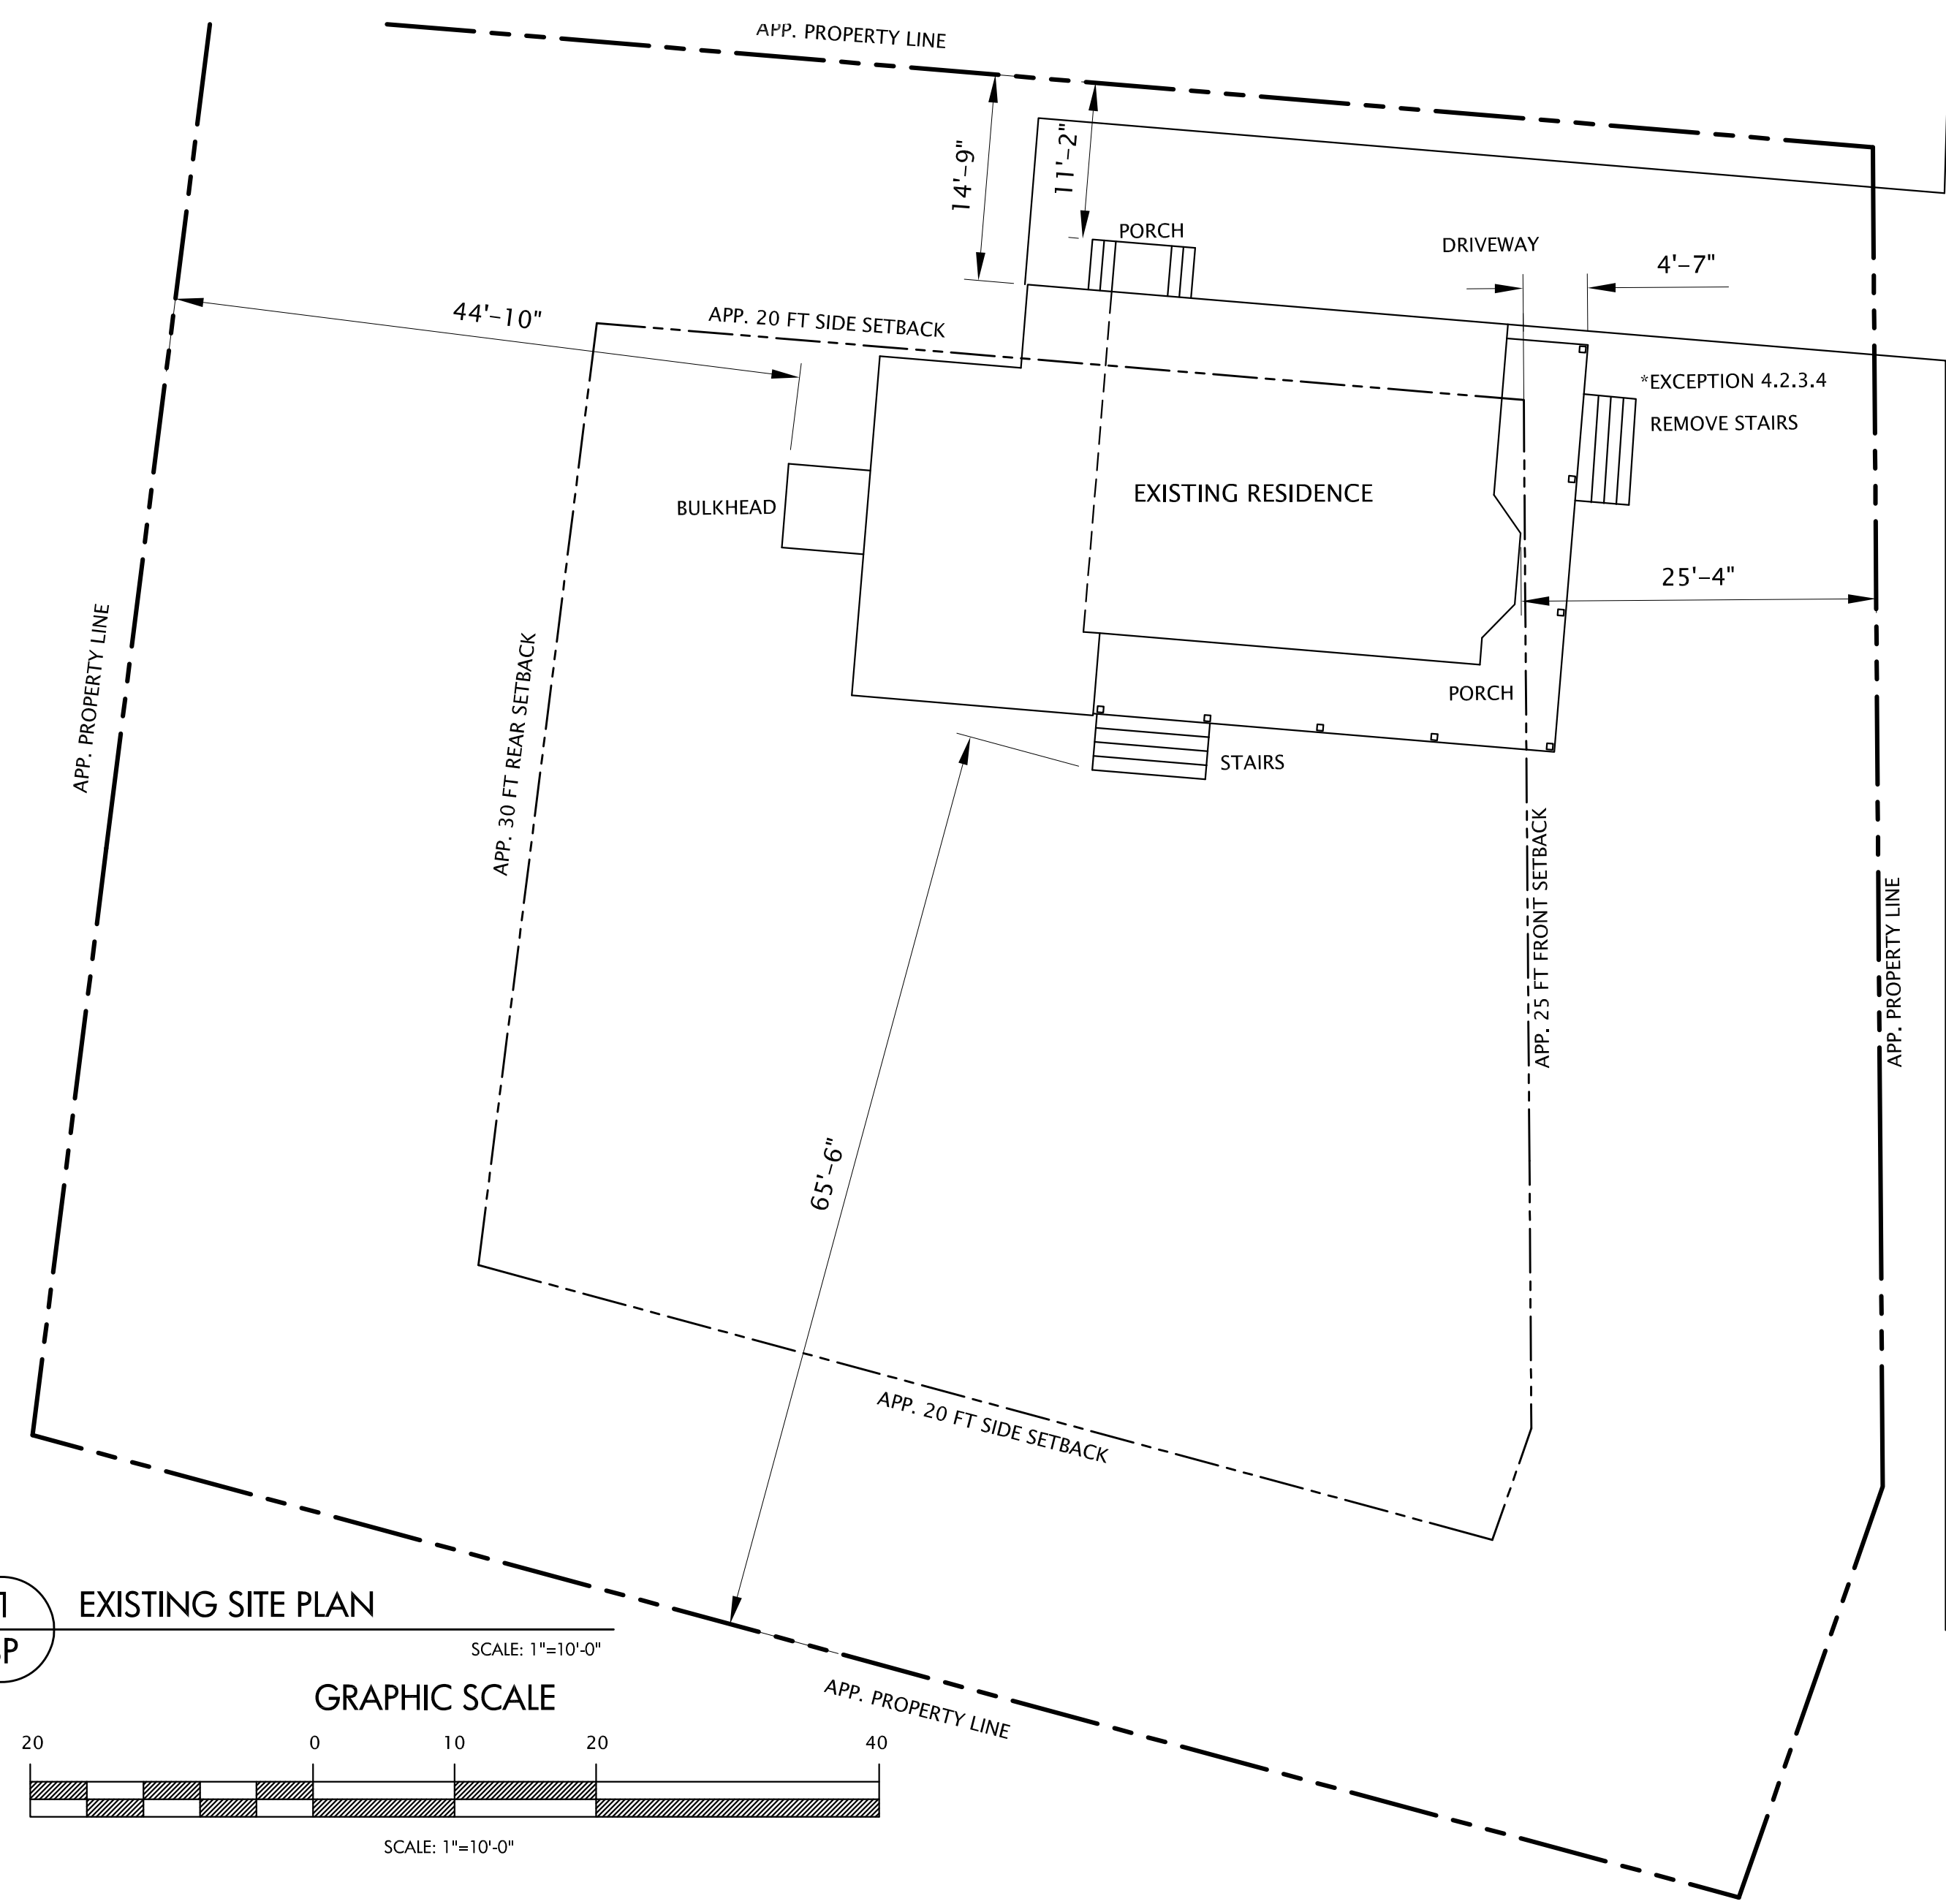 APP. PROPERTY LINE
14'-9"
11'-2"
PORCH
DRIVEWAY
4'-7"
44'-10"
APP. 20 FT SIDE SETBACK
*EXCEPTION 4.2.3.4
REMOVE STAIRS
EXISTING RESIDENCE
BULKHEAD
25'-4"
APP. PROPERTY LINE
APP. 30 FT REAR SETBACK
PORCH
STAIRS
APP. 25 FT FRONT SETBACK
APP. PROPERTY LINE
65'-6"
APP. 20 FT SIDE SETBACK
1
EXISTING SITE PLAN
P
SCALE: 1"=10'-0"
GRAPHIC SCALE
APP. PROPERTY LINE
20 0 10 20 40
SCALE: 1"=10'-0"